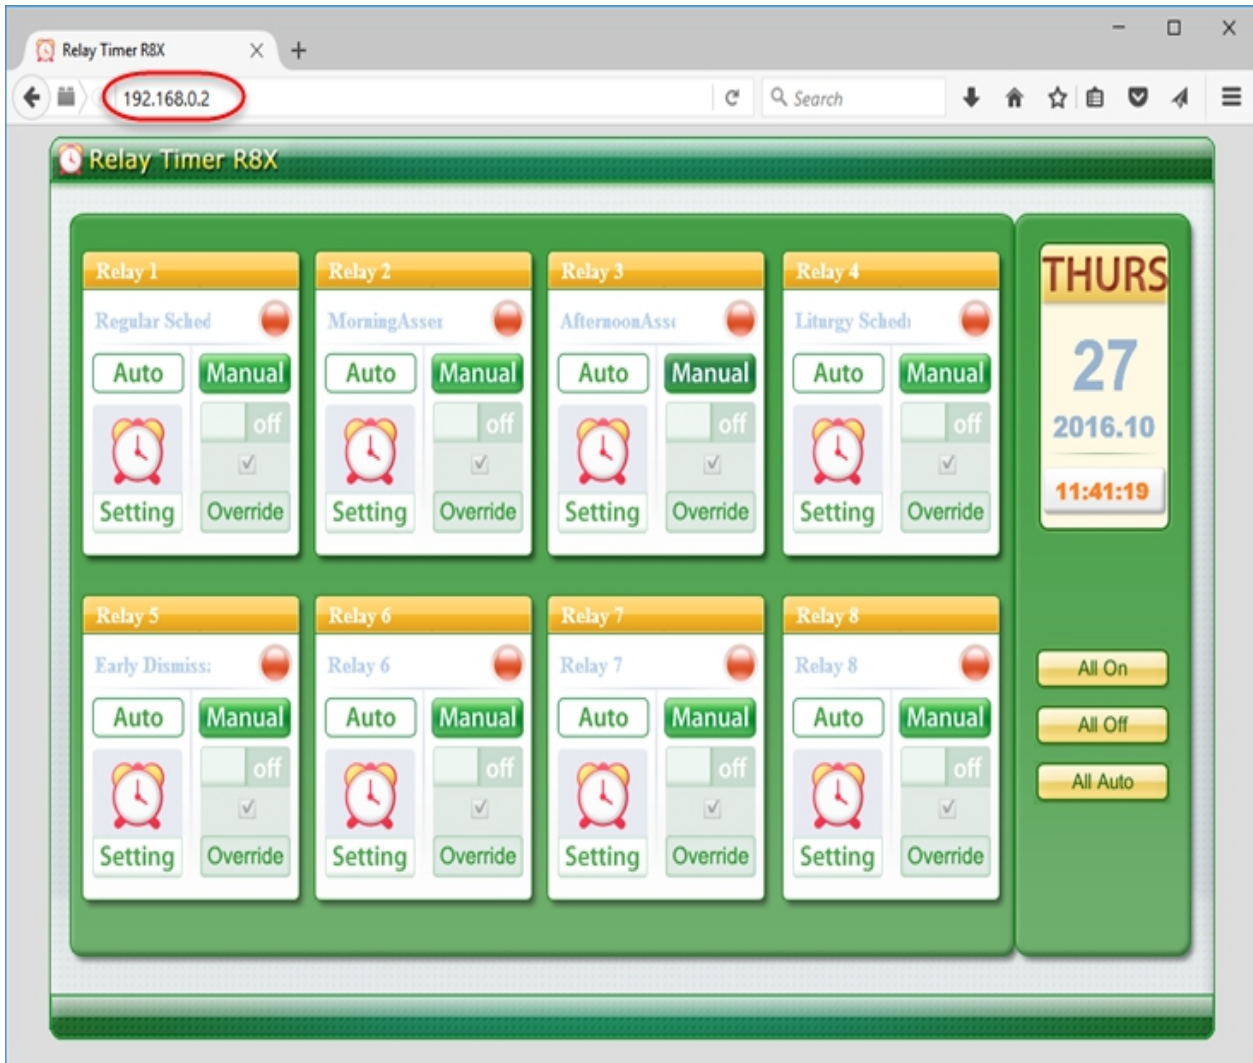 Relay Timer R8X
192.168.0.2
Search
Relay Timer R8X
Relay 1 Relay 2 Relay 3 Relay 4
Regular Sched MorningAsser AfternoonAss Liturgy Sched
Auto Manual Auto Manual Auto Manual Auto Manual
off off off off
Setting Override Setting Override Setting Override Setting Override
Relay 5 Relay 6 Relay 7 Relay 8
Early Dismiss Relay 6 Relay 7 Relay 8
Auto Manual Auto Manual Auto Manual Auto Manual
off off off off
Setting Override Setting Override Setting Override Setting Override
THURS
27
2016.10
11:41:19
All On
All Off
All Auto